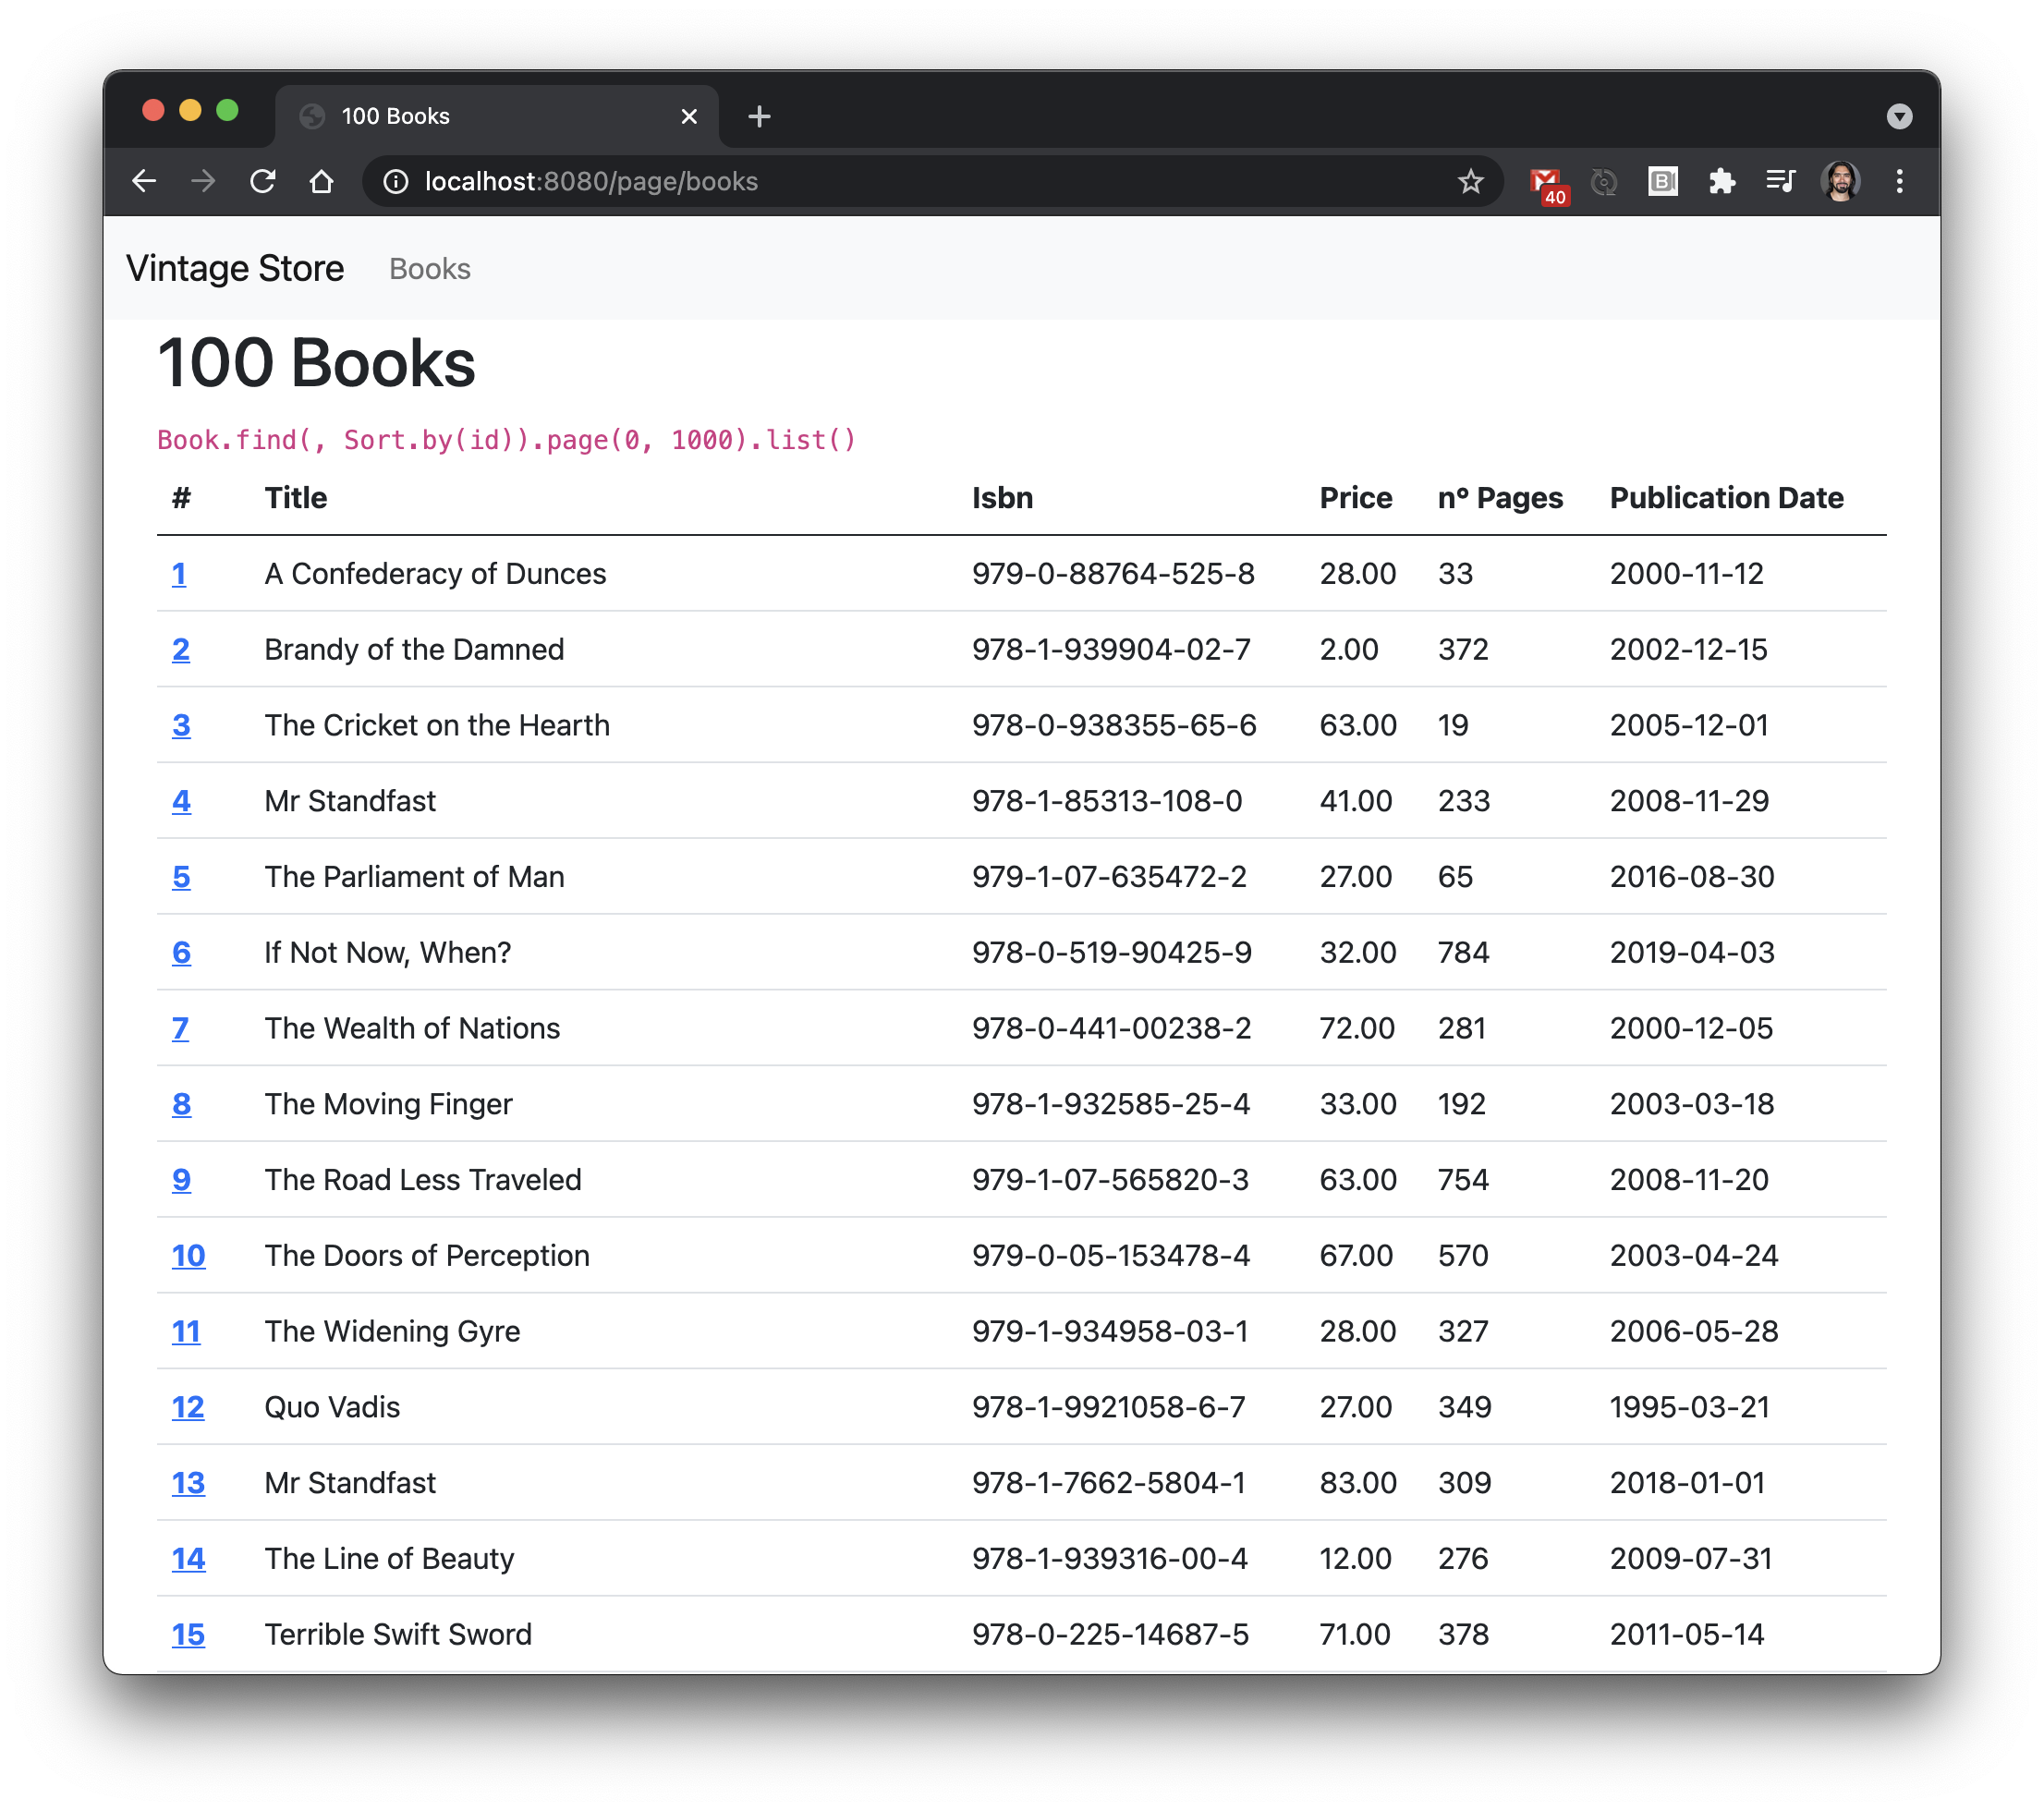 100 Books
localhost:8080/page/books
40
B
Vintage Store Books
100 Books
Book.find(, Sort.by(id)).page(0, 1000).list()
# Title Isbn Price nº Pages Publication Date
1 A Confederacy of Dunces 979-0-88764-525-8 28.00 33 2000-11-12
2 Brandy of the Damned 978-1-939904-02-7 2.00 372 2002-12-15
3 The Cricket on the Hearth 978-0-938355-65-6 63.00 19 2005-12-01
4 Mr Standfast 978-1-85313-108-0 41.00 233 2008-11-29
5 The Parliament of Man 979-1-07-635472-2 27.00 65 2016-08-30
6 If Not Now, When? 978-0-519-90425-9 32.00 784 2019-04-03
7 The Wealth of Nations 978-0-441-00238-2 72.00 281 2000-12-05
8 The Moving Finger 978-1-932585-25-4 33.00 192 2003-03-18
9 The Road Less Traveled 979-1-07-565820-3 63.00 754 2008-11-20
10 The Doors of Perception 979-0-05-153478-4 67.00 570 2003-04-24
11 The Widening Gyre 979-1-934958-03-1 28.00 327 2006-05-28
12 Quo Vadis 978-1-9921058-6-7 27.00 349 1995-03-21
13 Mr Standfast 978-1-7662-5804-1 83.00 309 2018-01-01
14 The Line of Beauty 978-1-939316-00-4 12.00 276 2009-07-31
15 Terrible Swift Sword 978-0-225-14687-5 71.00 378 2011-05-14